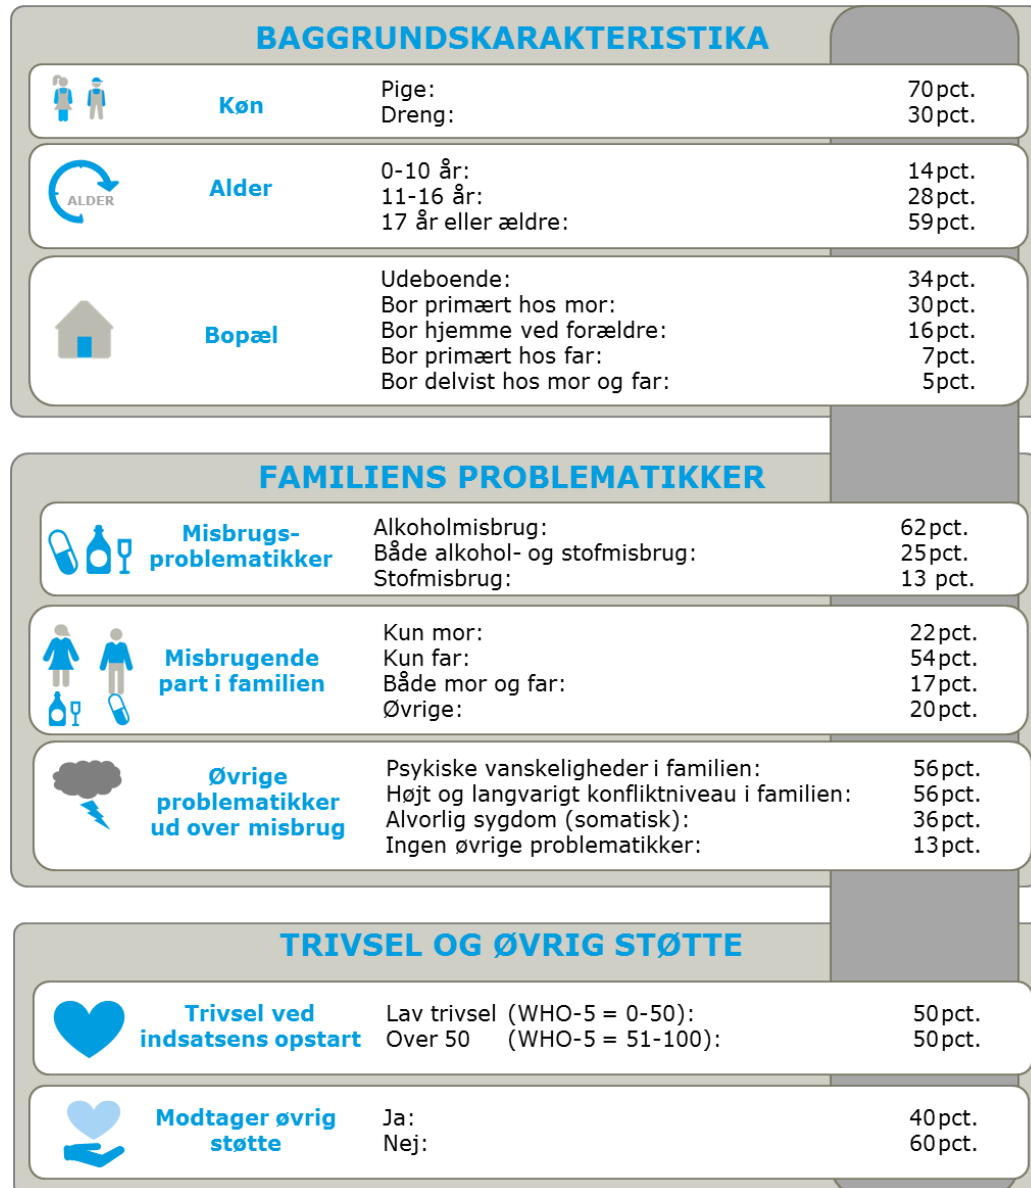 BAGGRUNDSKARAKTERISTIKA
Køn
Pige: 70 pct.
Dreng: 30 pct.
ALDER
Alder
0-10 år: 14 pct.
11-16 år: 28 pct.
17 år eller ældre: 59 pct.
Bopæl
Udeboende: 34 pct.
Bor primært hos mor: 30 pct.
Bor hjemme ved forældre: 16 pct.
Bor primært hos far: 7 pct.
Bor delvist hos mor og far: 5 pct.
FAMILIENS PROBLEMATIKKER
Misbrugs-
problematikker
Alkoholmisbrug: 62 pct.
Både alkohol- og stofmisbrug: 25 pct.
Stofmisbrug: 13 pct.
Misbrugende
part i familien
Kun mor: 22 pct.
Kun far: 54 pct.
Både mor og far: 17 pct.
Øvrige: 20 pct.
Øvrige
problematikker
ud over misbrug
Psykiske vanskeligheder i familien: 56 pct.
Højt og langvarigt konfliktniveau i familien: 56 pct.
Alvorlig sygdom (somatisk): 36 pct.
Ingen øvrige problematikker: 13 pct.
TRIVSEL OG ØVRIG STØTTE
Trivsel ved
indsatsens opstart
Lav trivsel (WHO-5 = 0-50): 50 pct.
Over 50 (WHO-5 = 51-100): 50 pct.
Modtager øvrig
støtte
Ja: 40 pct.
Nej: 60 pct.